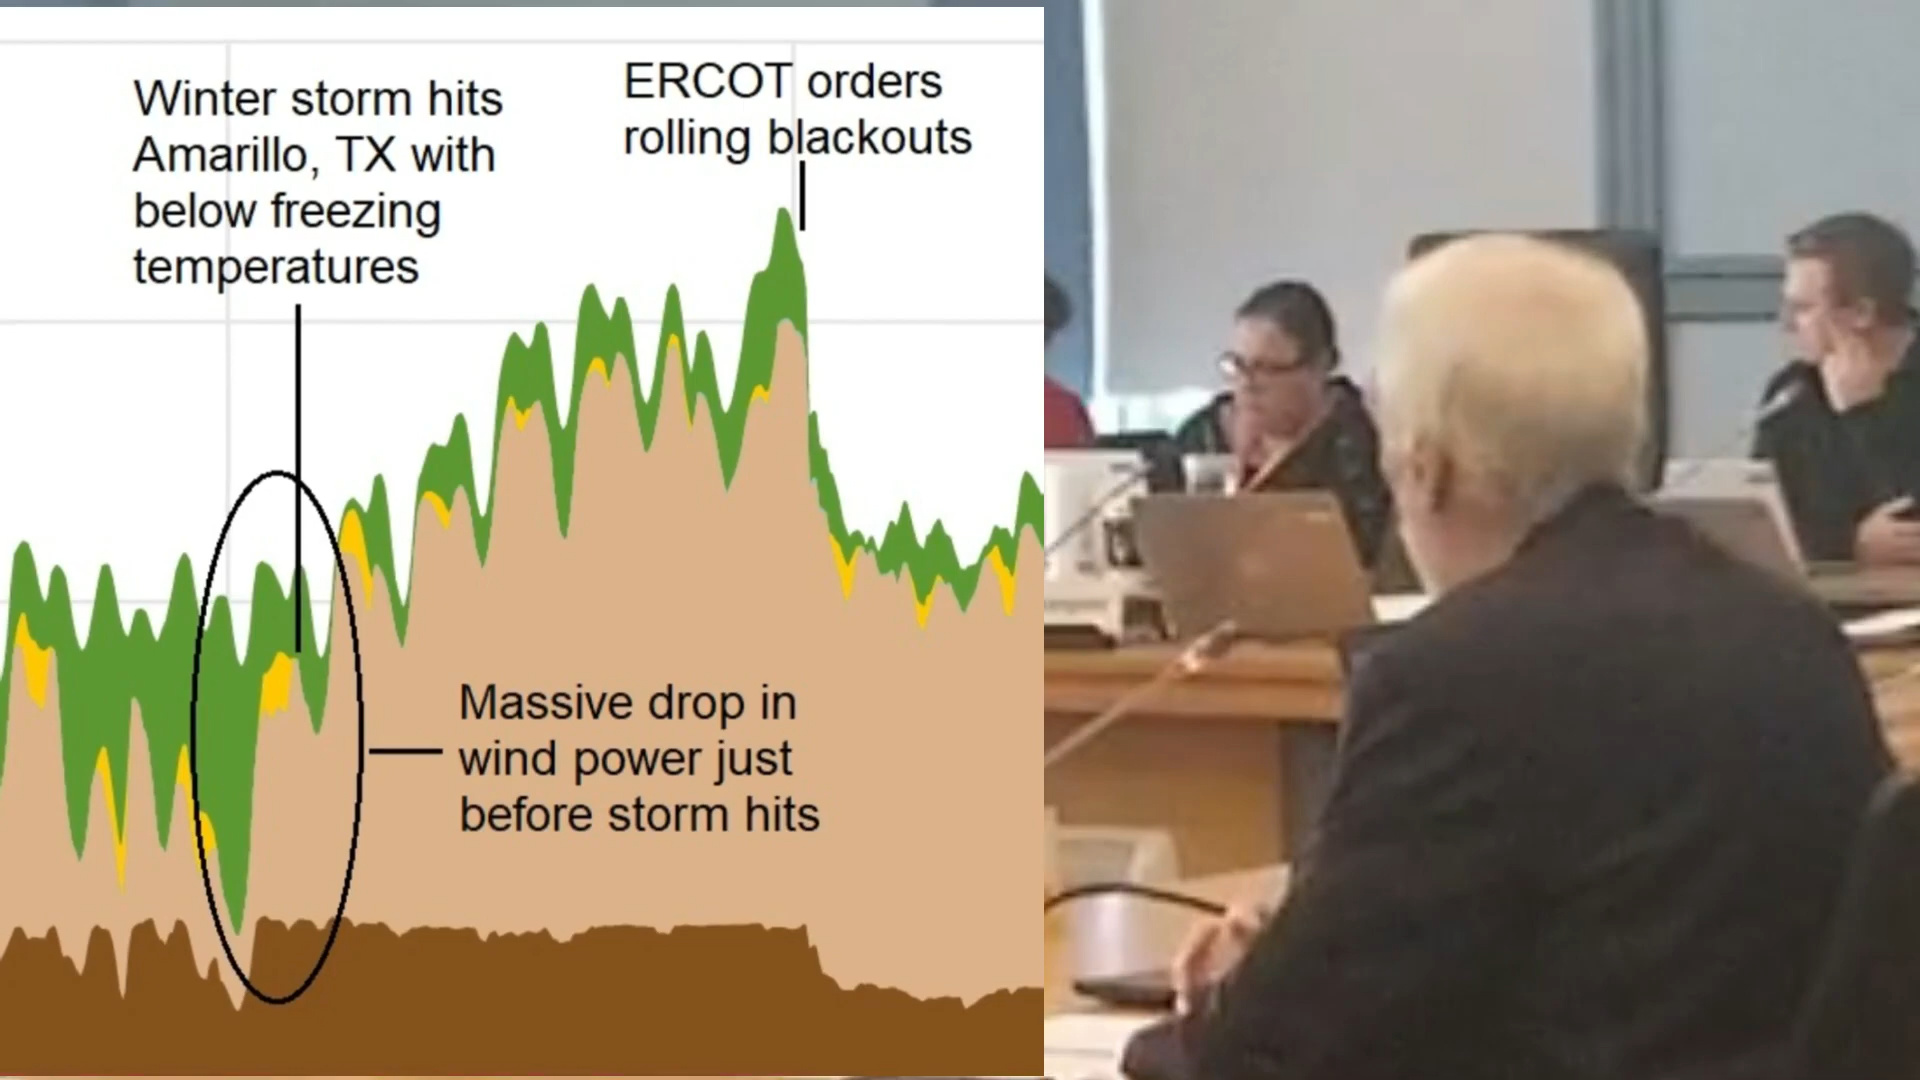 Winter storm hits
Amarillo, TX with
below freezing
temperatures
ERCOT orders
rolling blackouts
Massive drop in
wind power just
before storm hits